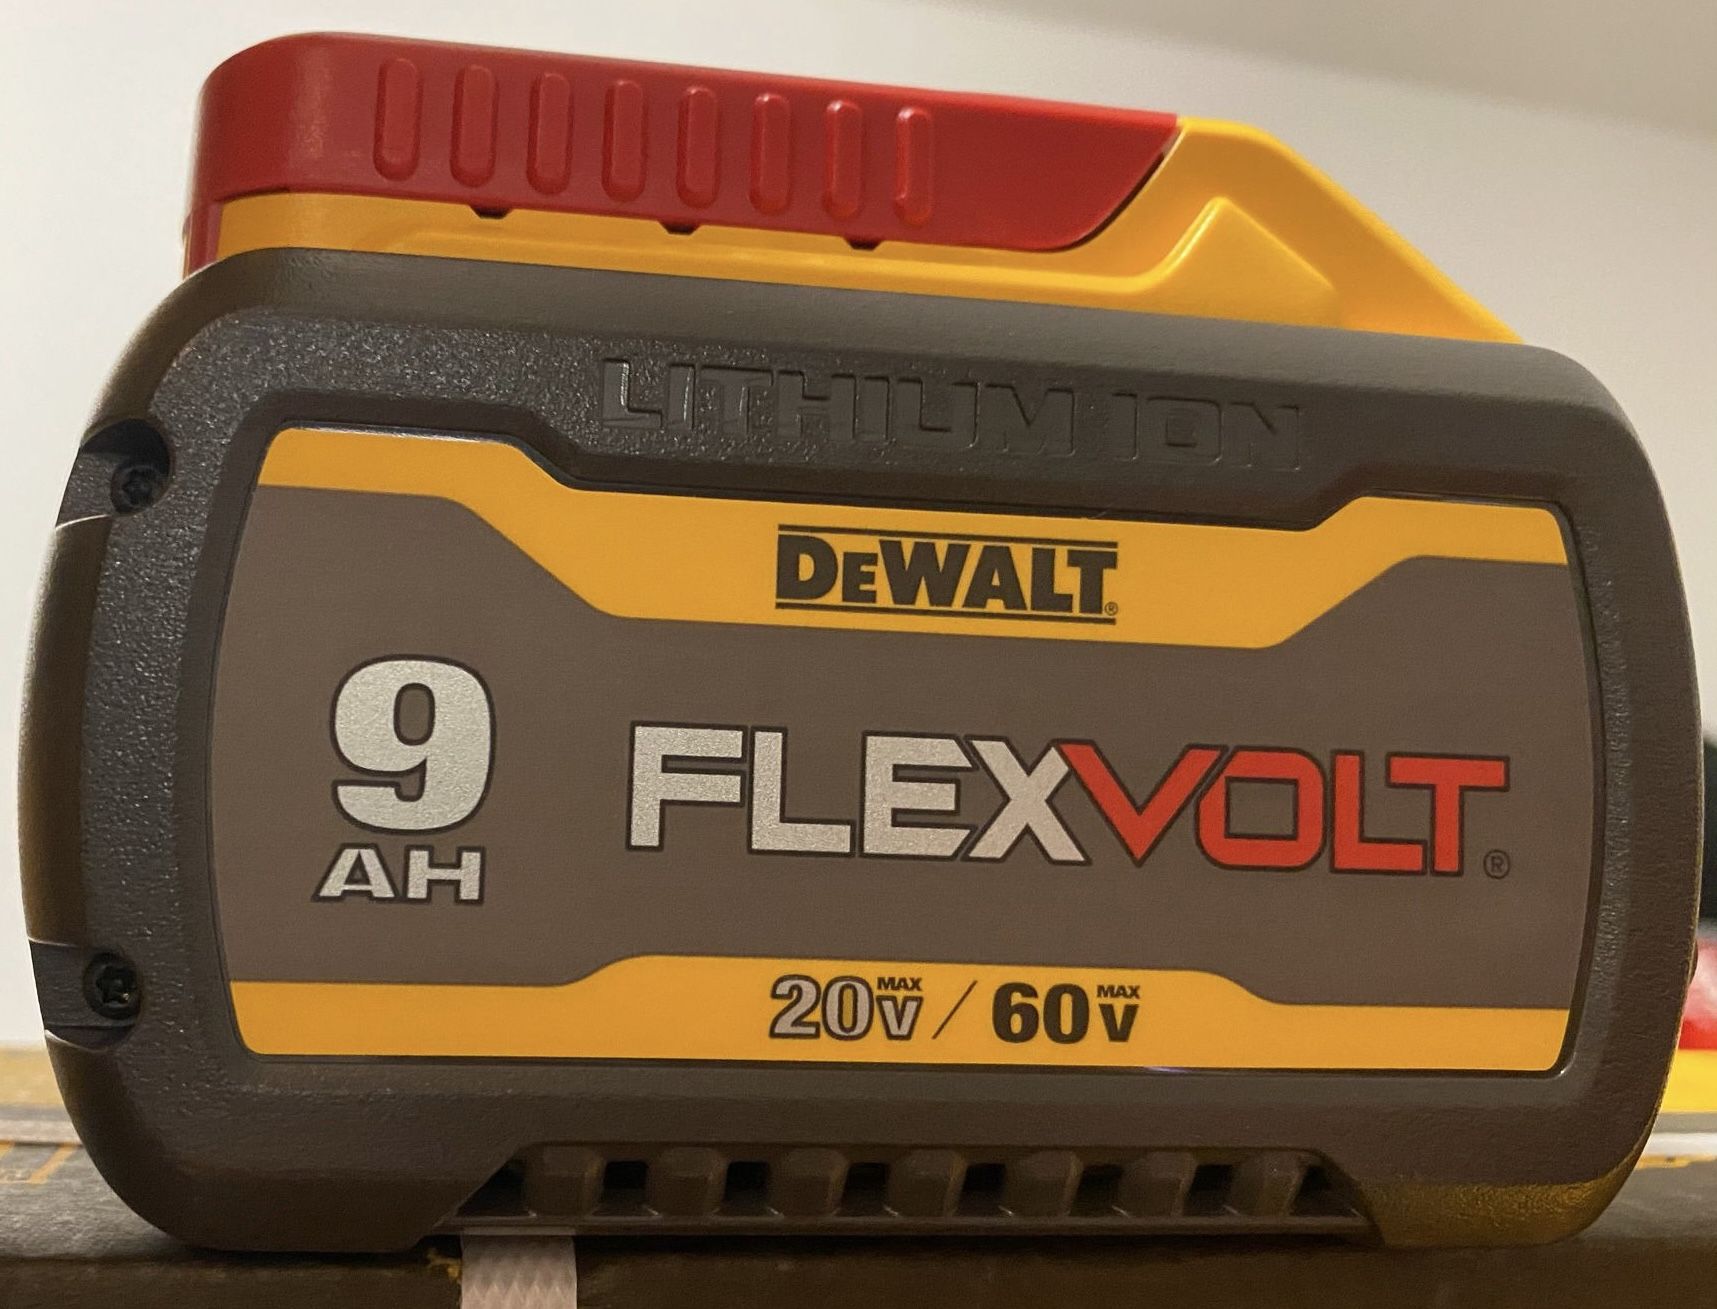 LITHIUM ION
DEWALT®
9
AH
FLEXVOLT®
20V MAX / 60V MAX